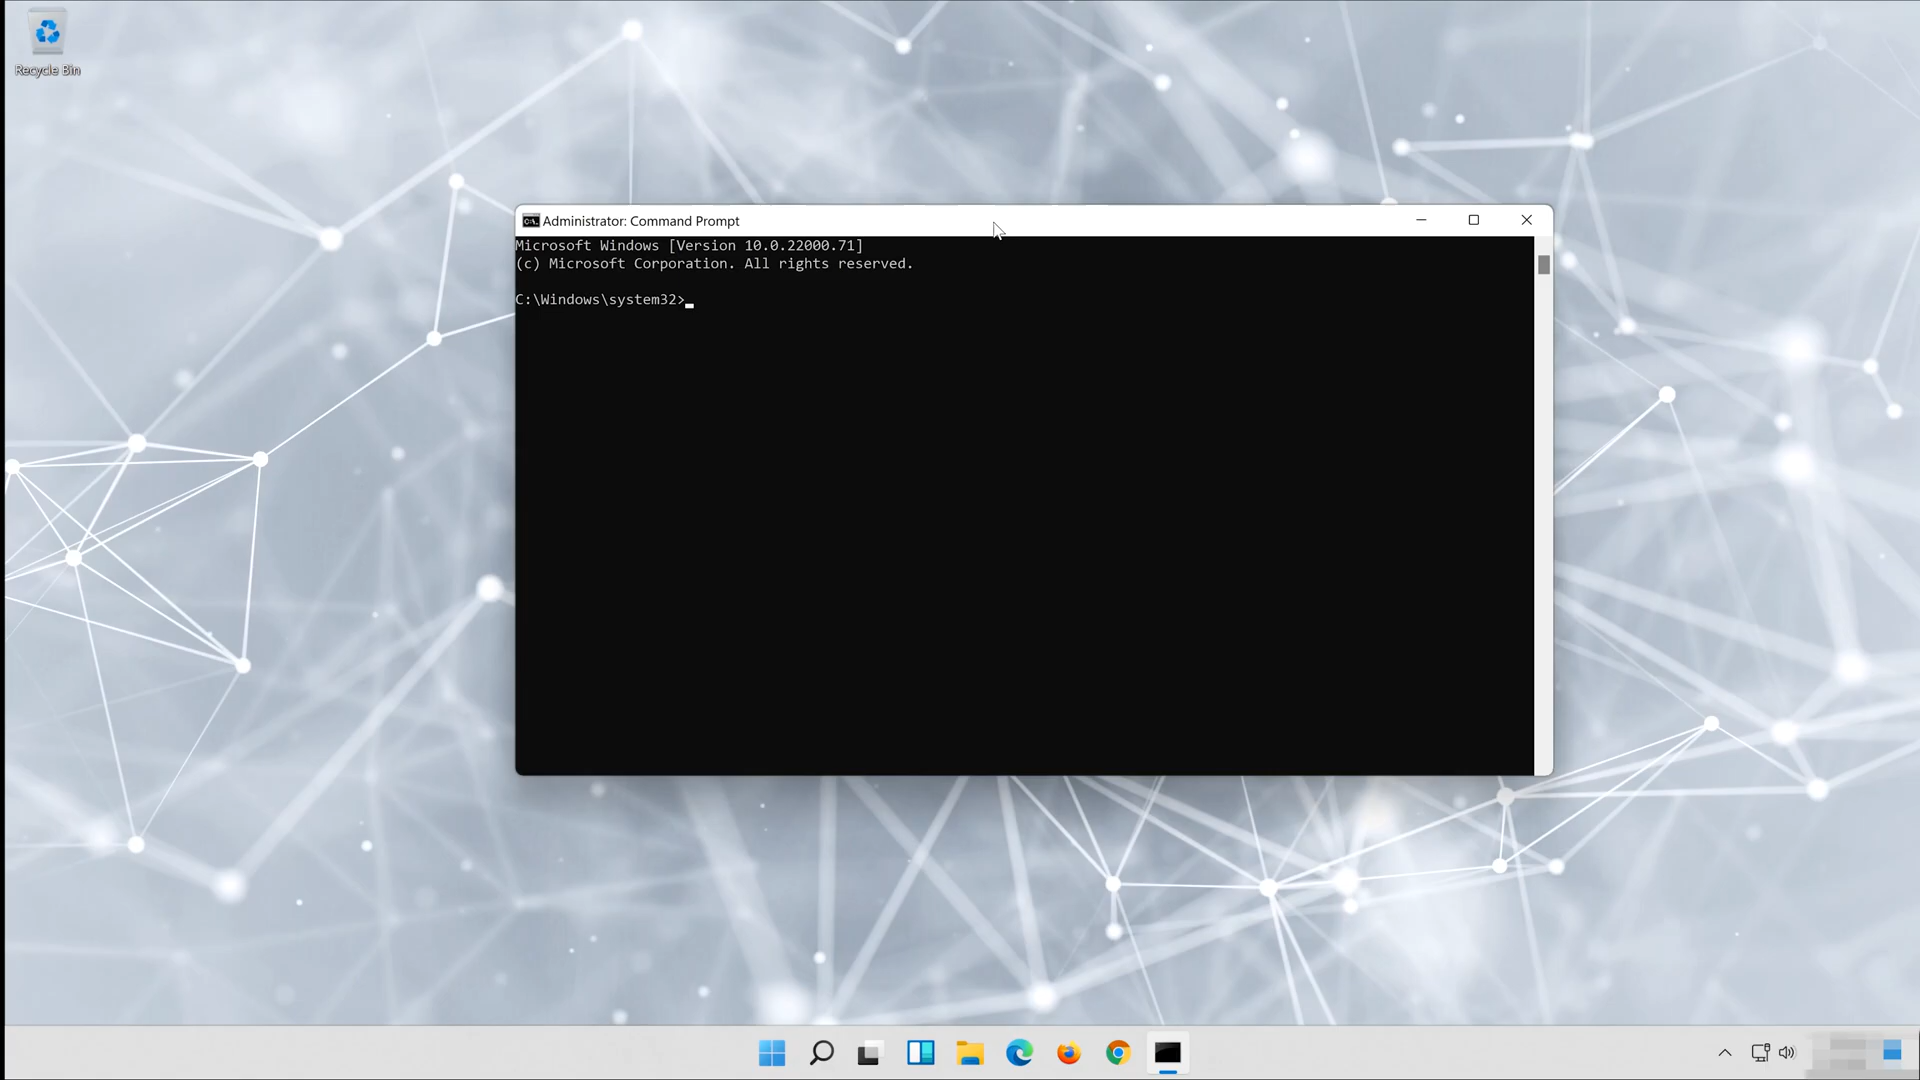 Recycle Bin
Administrator: Command Prompt
Microsoft Windows [Version 10.0.22000.71]
(c) Microsoft Corporation. All rights reserved.
C:\Windows\system32>